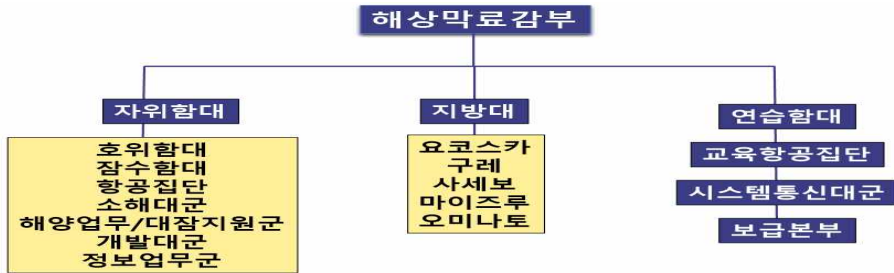 해상막료감부
자위함대
호위함대
잠수함대
항공집단
소해대군
해양업무/대잠지원군
개발대군
정보업무군
지방대
요코스카
구레
사세보
마이즈루
오미나토
연습함대
교육항공집단
시스템통신대군
보급본부